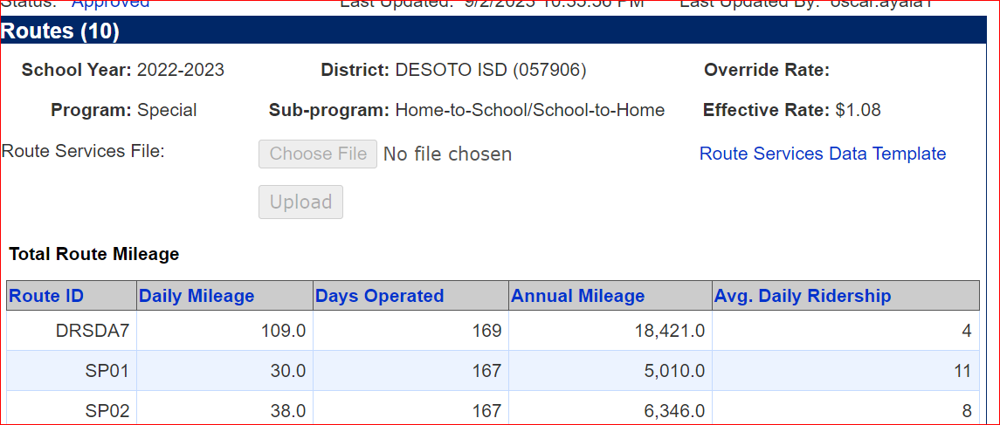 Status: Approved Last Updated: 9/2/2023 10:35:56 PM Last Updated By: oscar.ayala1
Routes (10)
School Year: 2022-2023 District: DESOTO ISD (057906) Override Rate:
Program: Special Sub-program: Home-to-School/School-to-Home Effective Rate: $1.08
Route Services File: Choose File No file chosen Route Services Data Template
Upload
Total Route Mileage
Route ID Daily Mileage Days Operated Annual Mileage Avg. Daily Ridership
DRSDA7 109.0 169 18,421.0 4
SP01 30.0 167 5,010.0 11
SP02 38.0 167 6,346.0 8